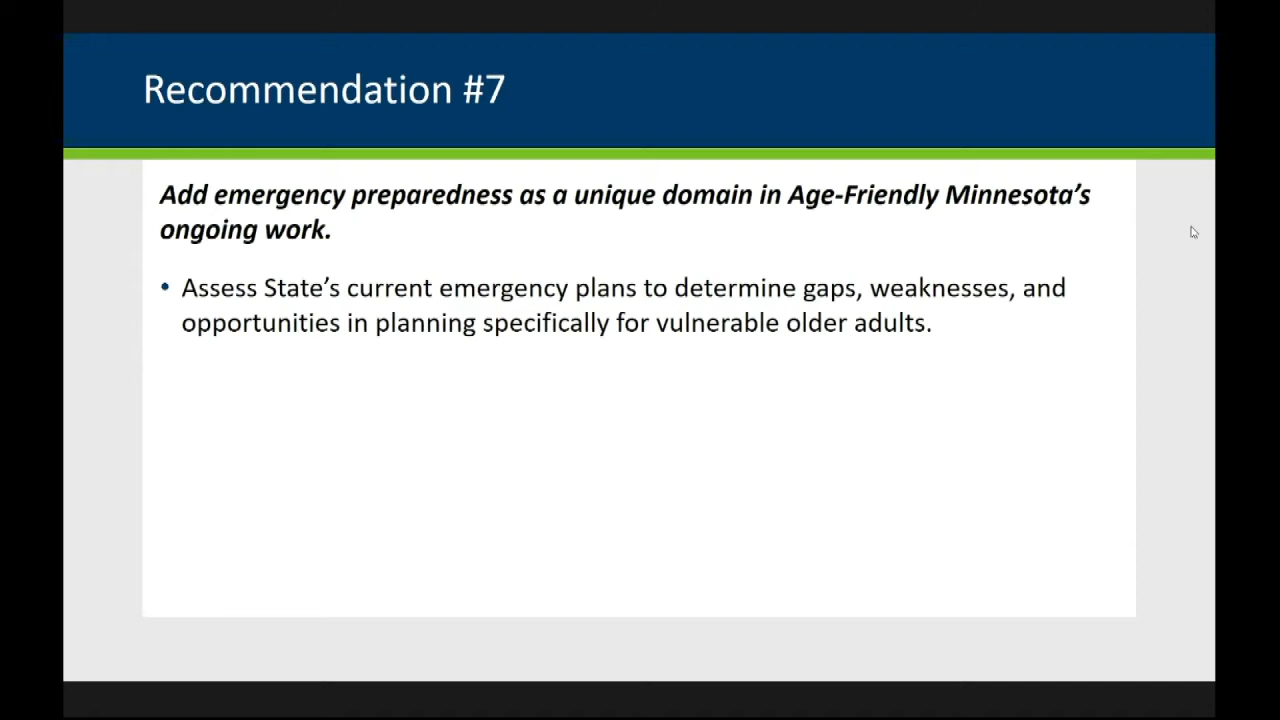 Recommendation #7
Add emergency preparedness as a unique domain in Age-Friendly Minnesota’s
ongoing work.
• Assess State’s current emergency plans to determine gaps, weaknesses, and
opportunities in planning specifically for vulnerable older adults.